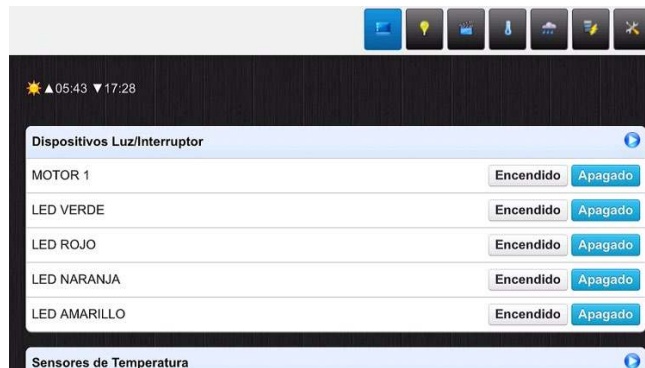 ▲05:43 ▼17:28
Dispositivos Luz/Interruptor
MOTOR 1 Encendido Apagado
LED VERDE Encendido Apagado
LED ROJO Encendido Apagado
LED NARANJA Encendido Apagado
LED AMARILLO Encendido Apagado
Sensores de Temperatura